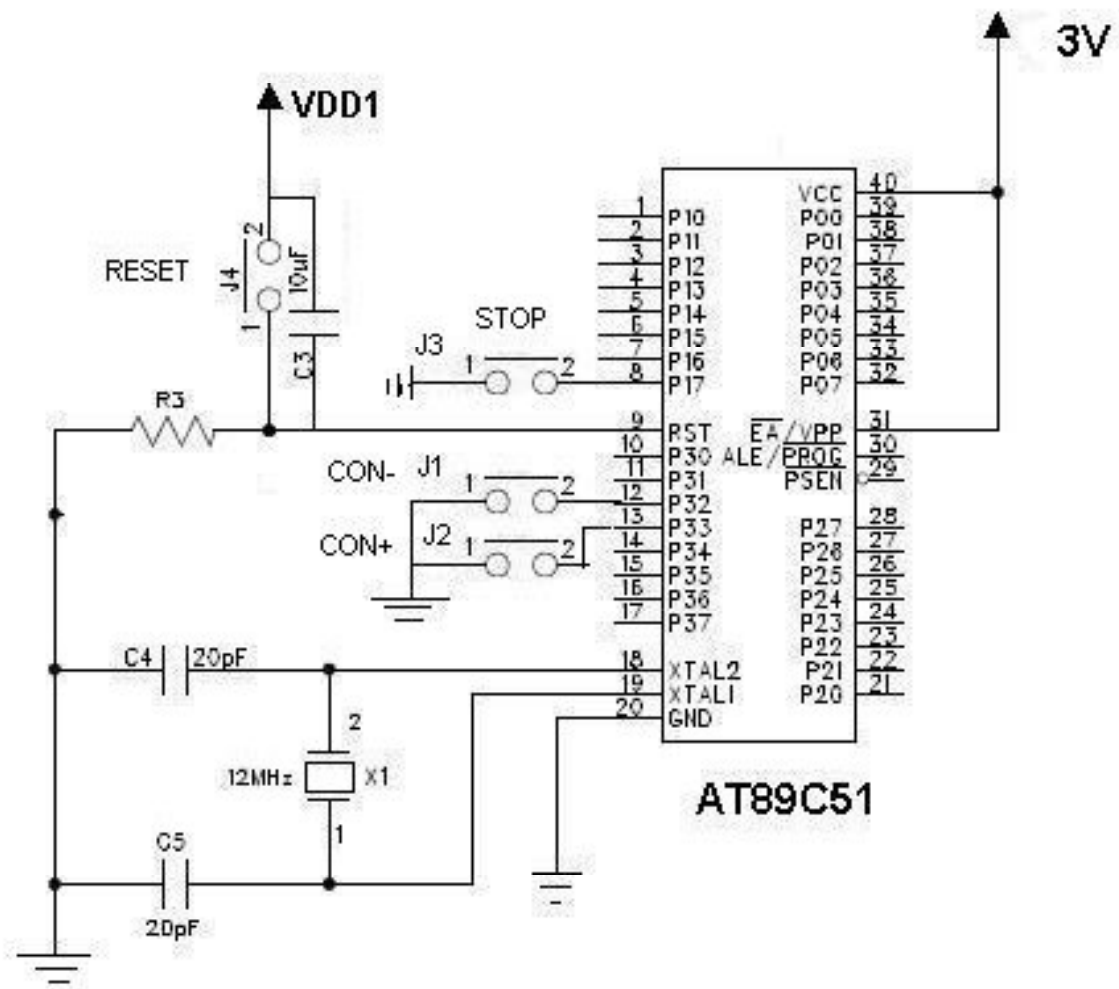 3V
VDD1
RESET
J4
2
1
10uF
C3
R3
STOP
J3
1
2
CON-
J1
1
2
CON+
J2
1
2
C4
20pF
12MHz
X1
2
1
C5
20pF
1 P10
2 P11
3 P12
4 P13
5 P14
6 P15
7 P16
8 P17
9 RST
10 P30
11 P31
12 P32
13 P33
14 P34
15 P35
16 P36
17 P37
18 XTAL2
19 XTAL1
20 GND
VCC 40
P00 39
P01 38
P02 37
P03 36
P04 35
P05 34
P06 33
P07 32
EA/VPP 31
ALE/PROG 30
PSEN 29
P27 28
P26 27
P25 26
P24 25
P23 24
P22 23
P21 22
P20 21
AT89C51